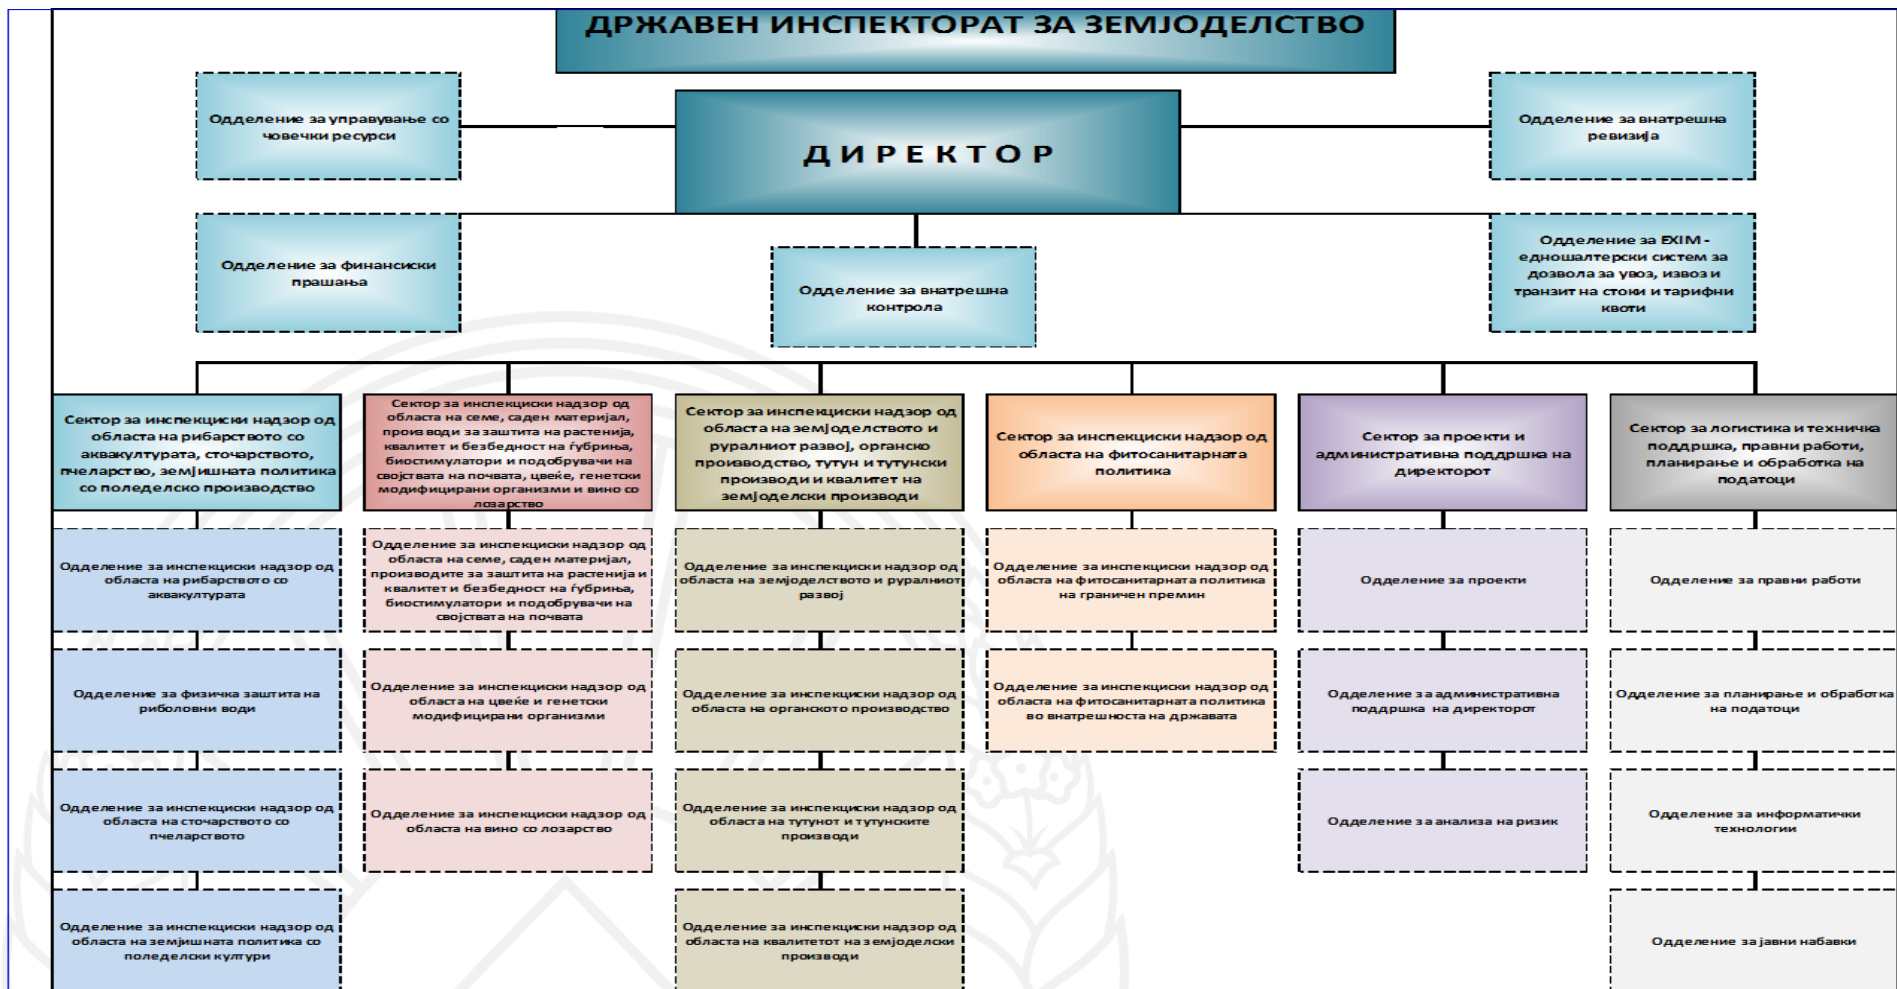 ДРЖАВЕН ИНСПЕКТОРАТ ЗА ЗЕМЈОДЕЛСТВО
Одделение за управување со
човечки ресурси
Д И Р Е К Т О Р
Одделение за внатрешна
ревизија
Одделение за финансиски
прашања
Одделение за внатрешна
контрола
Одделение за EXIM -
едношалтерски систем за
дозвола за увоз, извоз и
транзит на стоки и тарифни
квоти
Сектор за инспекциски надзор од
областа на рибарството со
аквакултурата, сточарството,
пчеларство, земјишната политика
со поледелско производство
Сектор за инспекциски надзор од
областа на семе, саден материјал,
производи за заштита на растенија,
квалитет и безбедност на ѓубриња,
биостимулатори и подобрувачи на
својствата на почвата, цвеќе, генетски
модифицирани организми и вино со
лозарство
Сектор за инспекциски надзор од
областа на земјоделството и
руралниот развој, органско
производство, тутун и тутунски
производи и квалитет на
земјоделски производи
Сектор за инспекциски надзор од
областа на фитосанитарната
политика
Сектор за проекти и
административна поддршка на
директорот
Сектор за логистика и техничка
поддршка, правни работи,
планирање и обработка на
податоци
Одделение за инспекциски надзор од
областа на рибарството со
аквакултурата
Одделение за инспекциски надзор од
областа на семе, саден материјал,
производите за заштита на растенија и
квалитет и безбедност на ѓубриња,
биостимулатори и подобрувачи на
својствата на почвата
Одделение за инспекциски надзор од
областа на земјоделството и руралниот
развој
Одделение за инспекциски надзор од
областа на фитосанитарната политика
на граничен премин
Одделение за проекти
Одделение за правни работи
Одделение за физичка заштита на
риболовни води
Одделение за инспекциски надзор од
областа на цвеќе и генетски
модифицирани организми
Одделение за инспекциски надзор од
областа на органското производство
Одделение за инспекциски надзор од
областа на фитосанитарната политика
во внатрешноста на државата
Одделение за административна
поддршка на директорот
Одделение за планирање и обработка
на податоци
Одделение за инспекциски надзор од
областа на сточарството со
пчеларството
Одделение за инспекциски надзор од
областа на вино со лозарство
Одделение за инспекциски надзор од
областа на тутунот и тутунските
производи
Одделение за анализа на ризик
Одделение за информатички
технологии
Одделение за инспекциски надзор од
областа на земјишната политика со
поледелски култури
Одделение за инспекциски надзор од
областа на квалитетот на земјоделски
производи
Одделение за јавни набавки